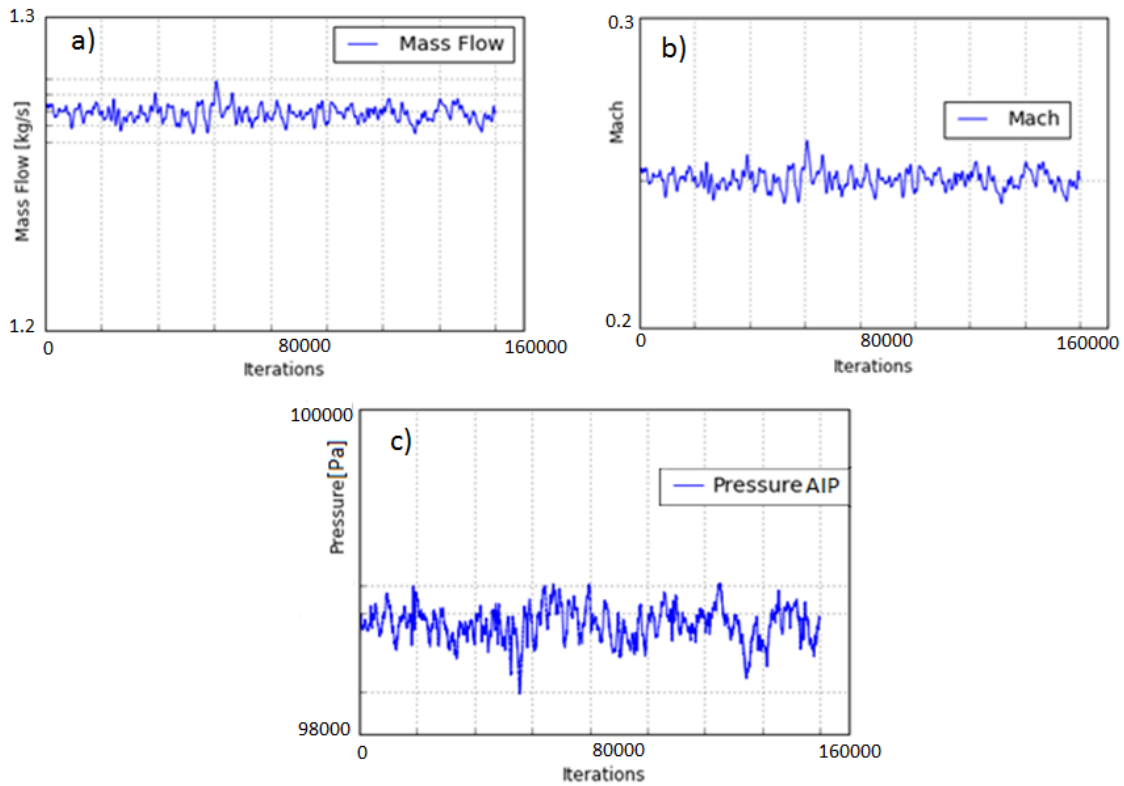 1.3
a)
Mass Flow
Mass Flow [kg/s]
1.2
0
80000
160000
Iterations
0.3
b)
Mach
Mach
0.2
0
80000
160000
Iterations
100000
c)
Pressure AIP
Pressure[Pa]
98000
0
80000
160000
Iterations